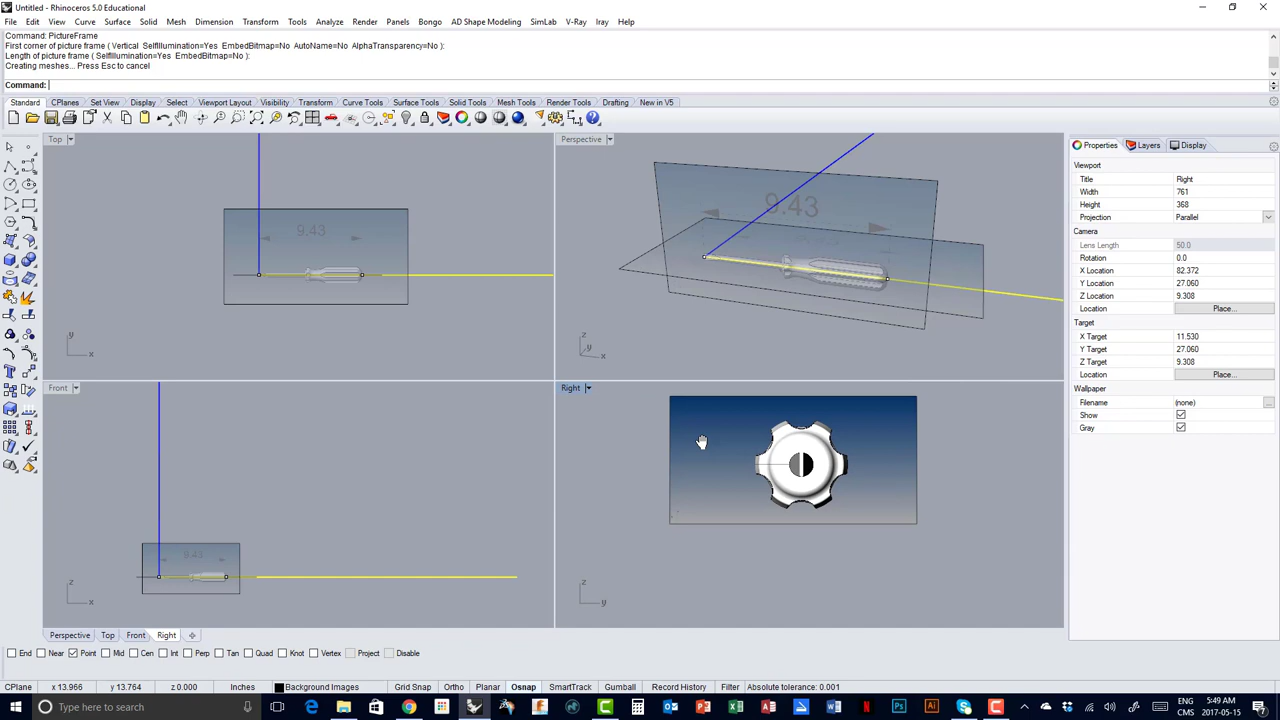 Untitled - Rhinoceros 5.0 Educational
File Edit View Curve Surface Solid Mesh Dimension Transform Tools Analyze Render Panels Bongo AD Shape Modeling SimLab V-Ray Iray Help
Command: PictureFrame
First corner of picture frame ( Vertical SelfIllumination=Yes EmbedBitmap=No AutoName=No AlphaTransparency=No ):
Length of picture frame ( SelfIllumination=Yes EmbedBitmap=No ):
Creating meshes... Press Esc to cancel
Command:
Standard CPlanes Set View Display Select Viewport Layout Visibility Transform Curve Tools Surface Tools Solid Tools Mesh Tools Render Tools Drafting New in V5
Top
9.43
y
x
Perspective
9.43
z
y
x
Front
9.43
z
x
Right
z
y
Properties Layers Display
Viewport
Title Right
Width 761
Height 368
Projection Parallel
Camera
Lens Length 50.0
Rotation 0.0
X Location 82.372
Y Location 27.060
Z Location 9.308
Location Place...
Target
X Target 11.530
Y Target 27.060
Z Target 9.308
Location Place...
Wallpaper
Filename (none) ...
Show
Gray
Perspective Top Front Right
End Near Point Mid Cen Int Perp Tan Quad Knot Vertex Project Disable
CPlane x 13.966 y 13.764 z 0.000 Inches Background Images Grid Snap Ortho Planar Osnap SmartTrack Gumball Record History Filter Absolute tolerance: 0.001
Type here to search
ENG 5:49 AM
CMS 2017-05-15